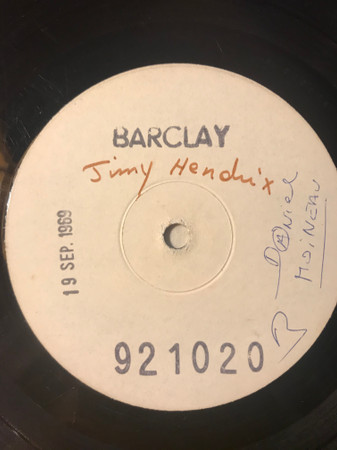 BARCLAY
Jimy Hendrix
19 SEP. 1969
Daniel
MOINEAU
921020